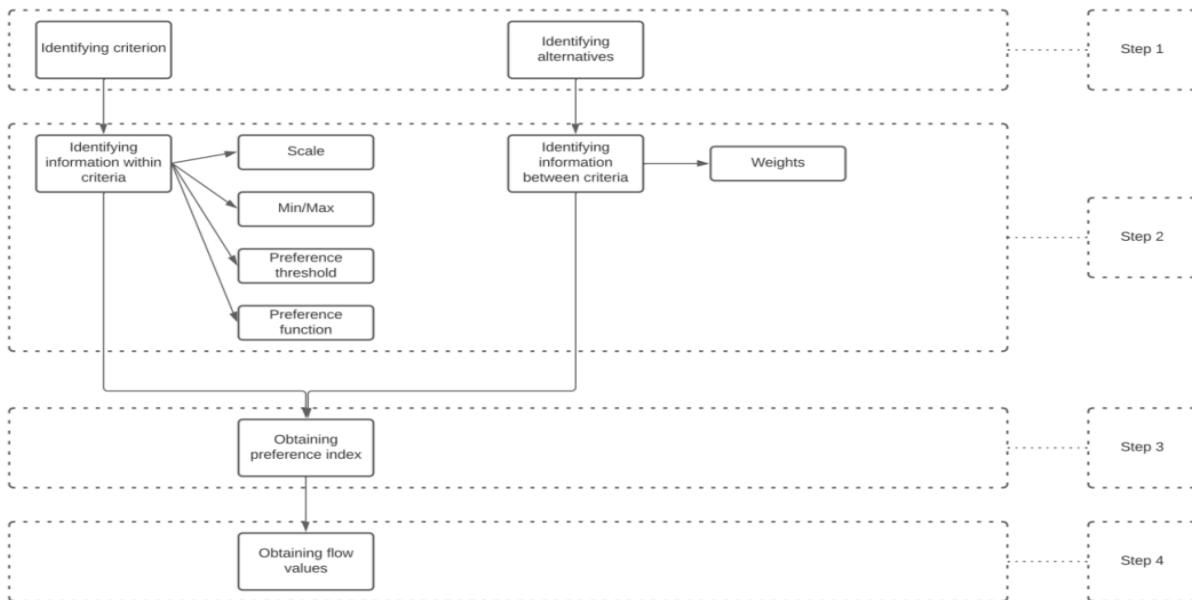 Identifying criterion
Identifying
alternatives
Step 1
Identifying
information within
criteria
Scale
Min/Max
Preference
threshold
Preference
function
Identifying
information
between criteria
Weights
Step 2
Obtaining
preference index
Step 3
Obtaining flow
values
Step 4